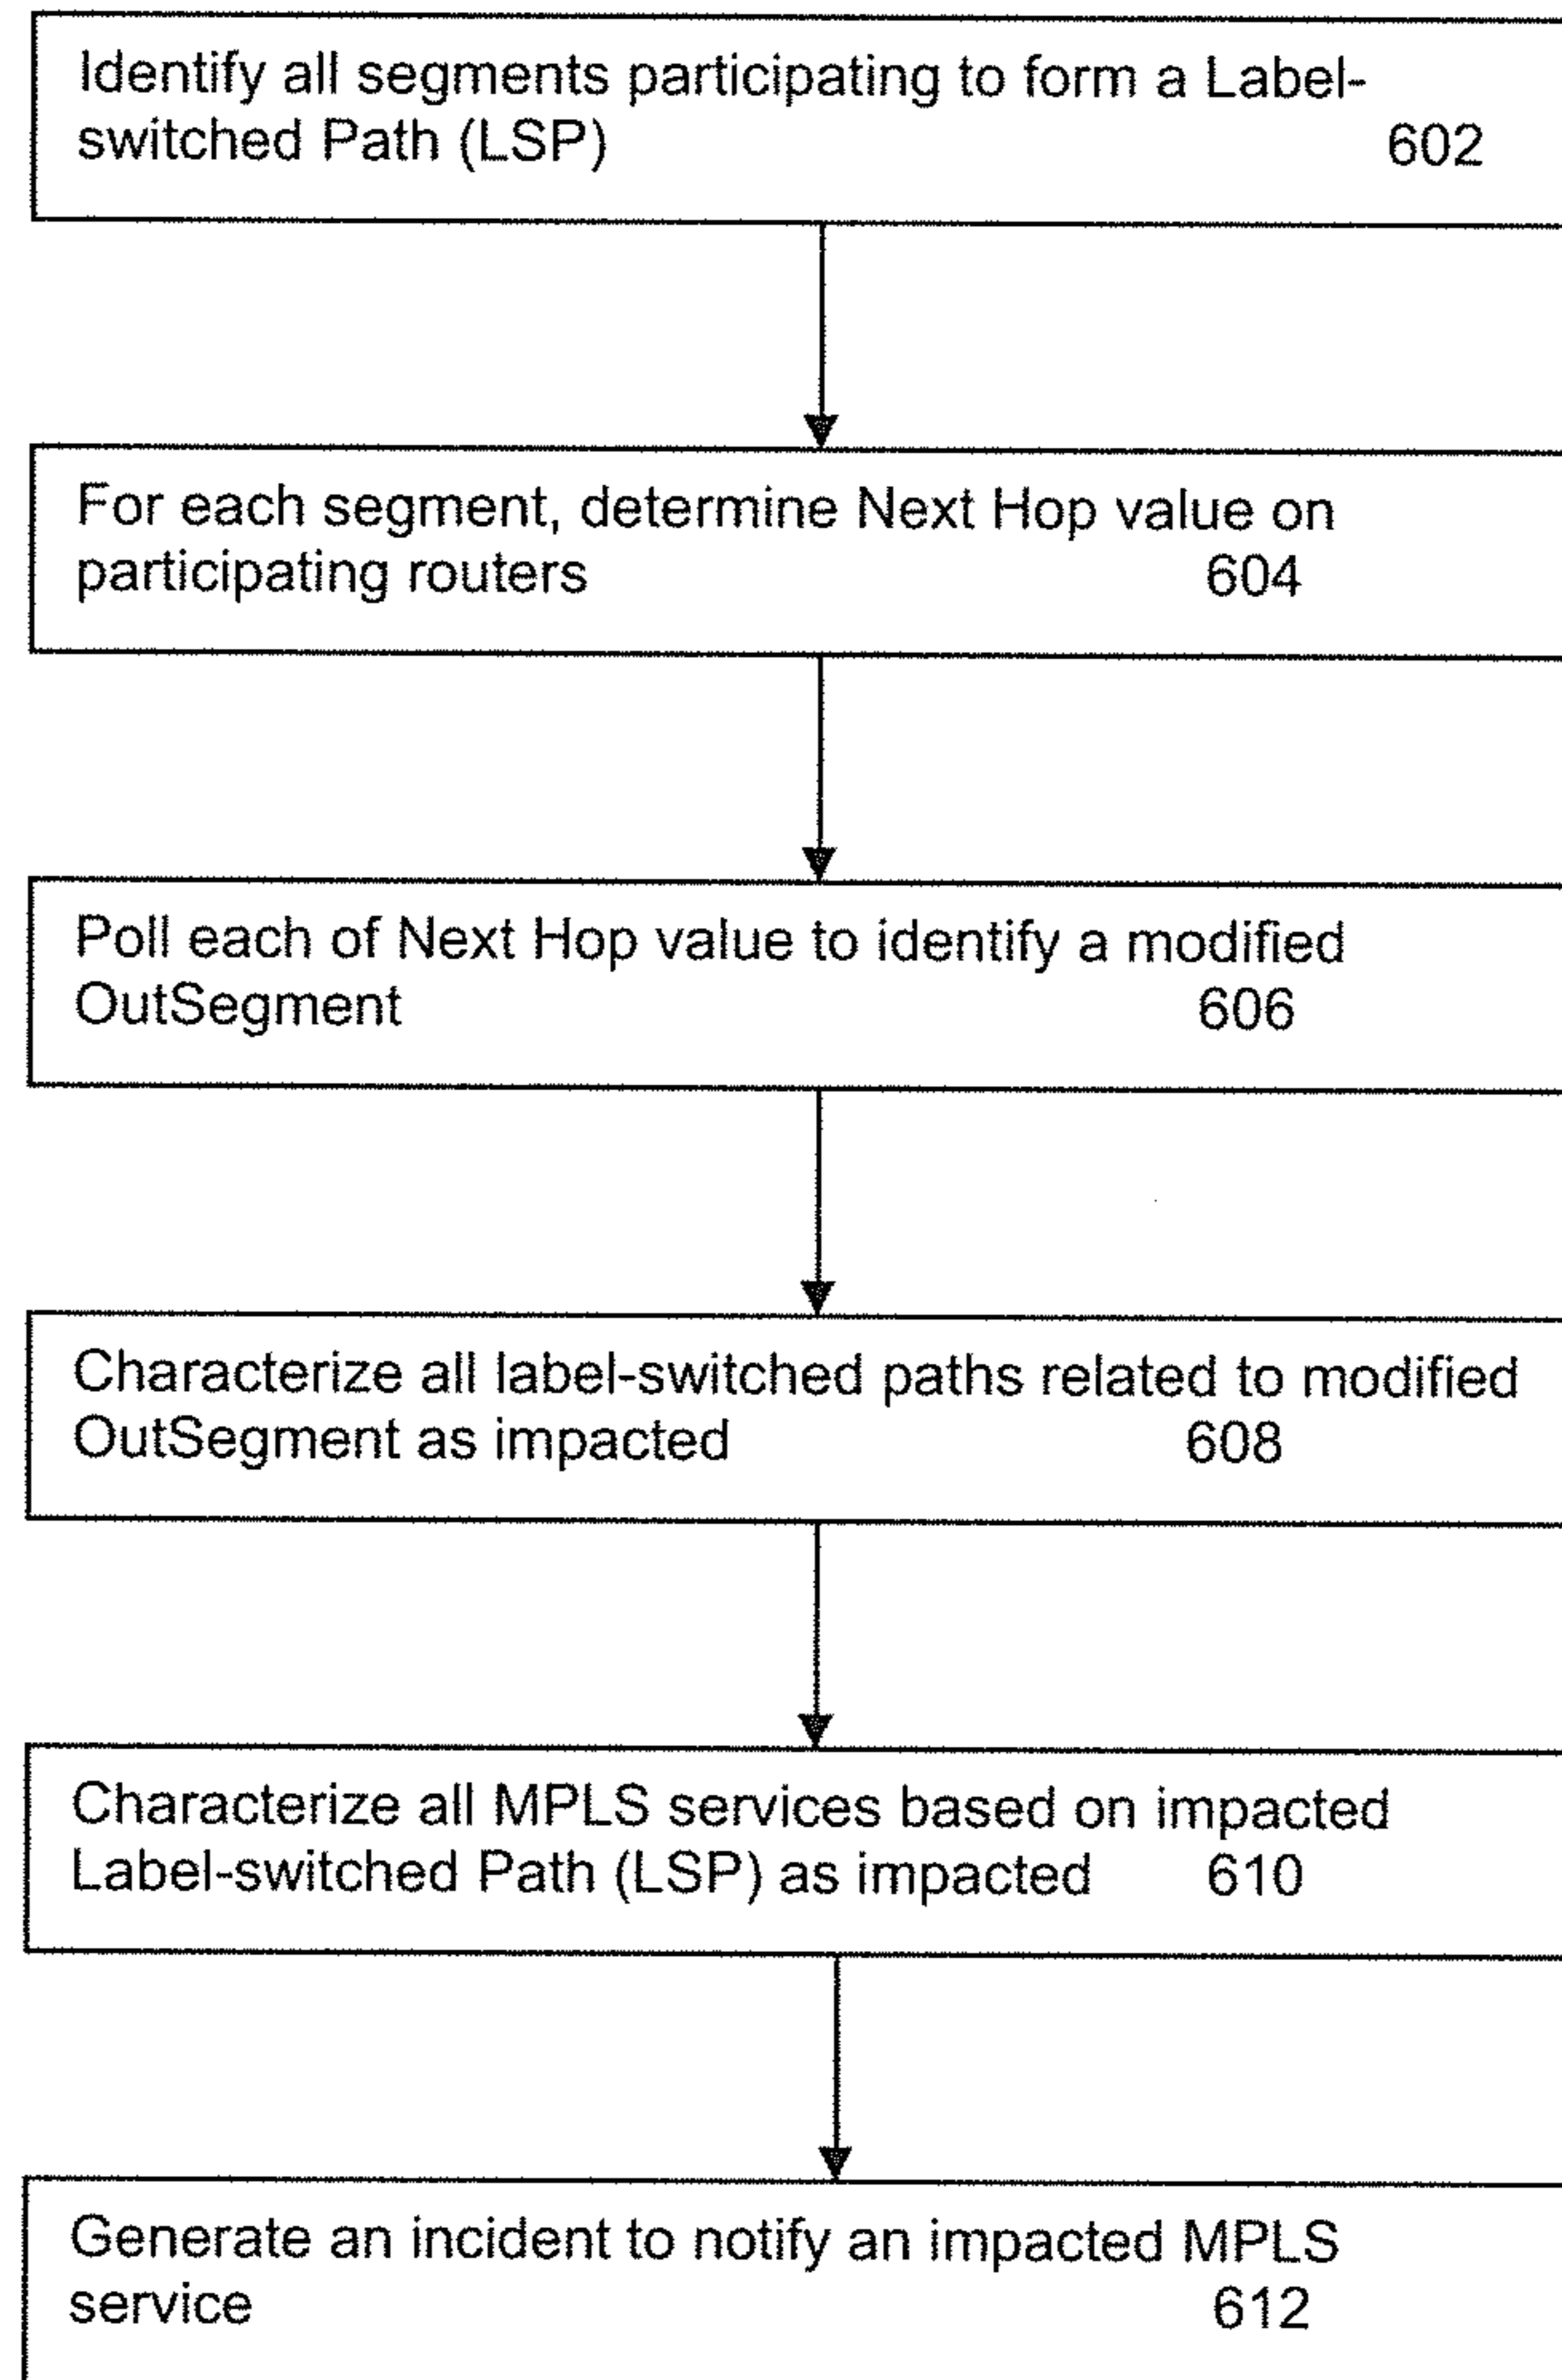 Identify all segments participating to form a Label-
switched Path (LSP) 602
For each segment, determine Next Hop value on
participating routers 604
Poll each of Next Hop value to identify a modified
OutSegment 606
Characterize all label-switched paths related to modified
OutSegment as impacted 608
Characterize all MPLS services based on impacted
Label-switched Path (LSP) as impacted 610
Generate an incident to notify an impacted MPLS
service 612